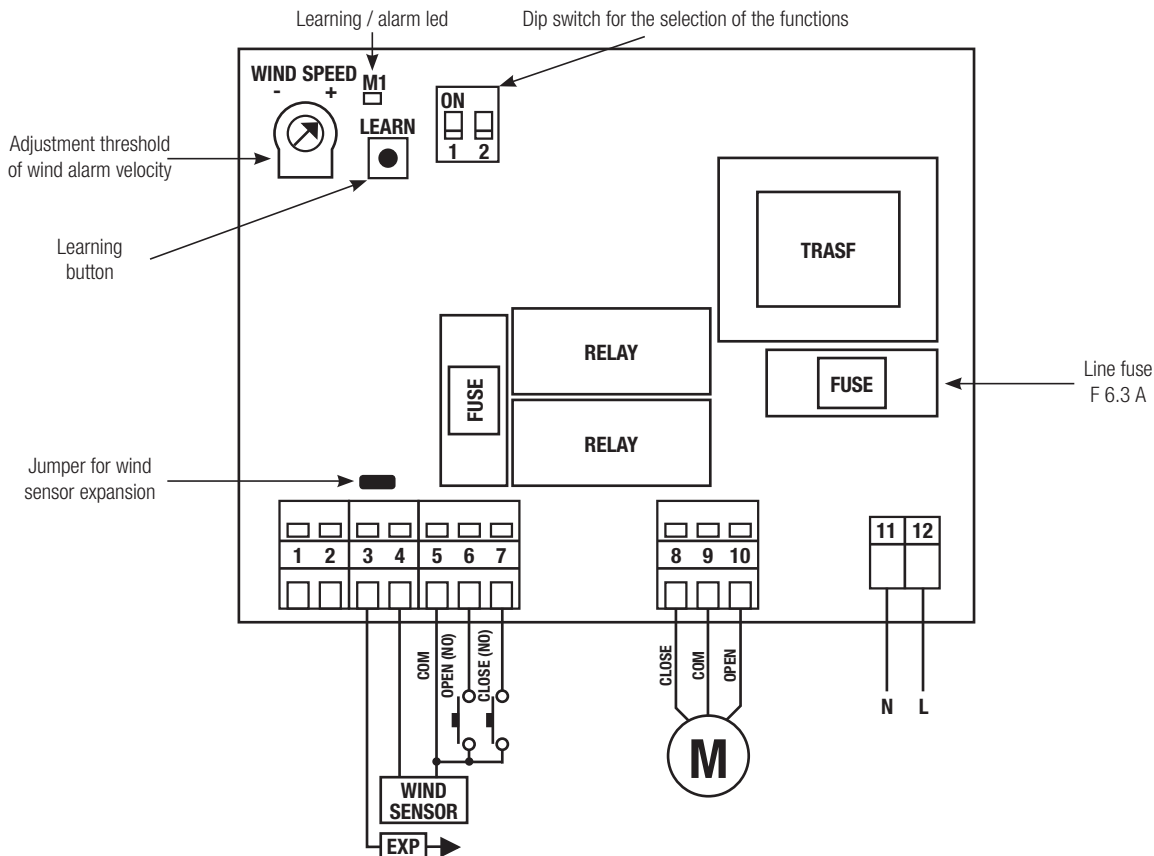 Learning / alarm led
Dip switch for the selection of the functions
WIND SPEED
- +
M1
LEARN
ON
1 2
Adjustment threshold
of wind alarm velocity
Learning
button
TRASF
RELAY
FUSE
RELAY
FUSE
Line fuse
F 6.3 A
Jumper for wind
sensor expansion
1 2 3 4 5 6 7
8 9 10
11 12
COM
OPEN (NO)
CLOSE (NO)
CLOSE
COM
OPEN
N L
M
WIND
SENSOR
EXP